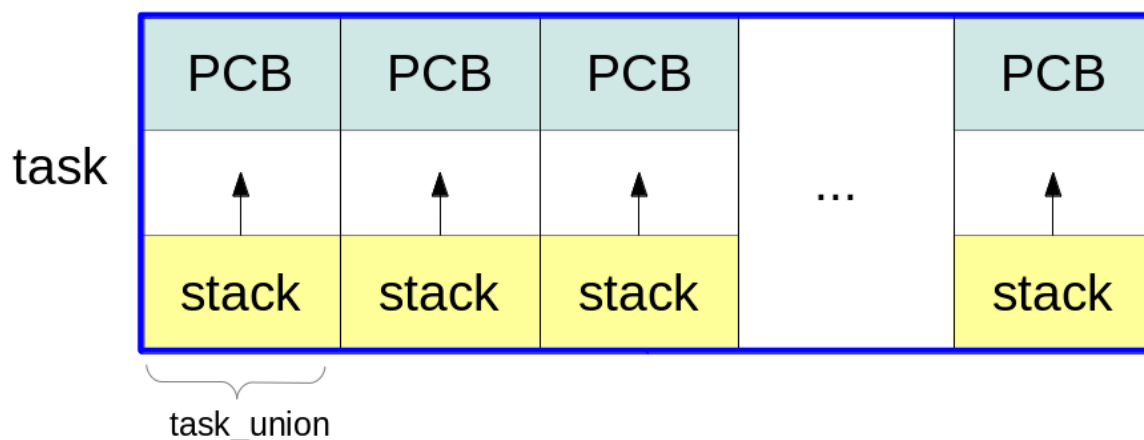 PCB PCB PCB PCB
task
...
stack stack stack stack
task_union